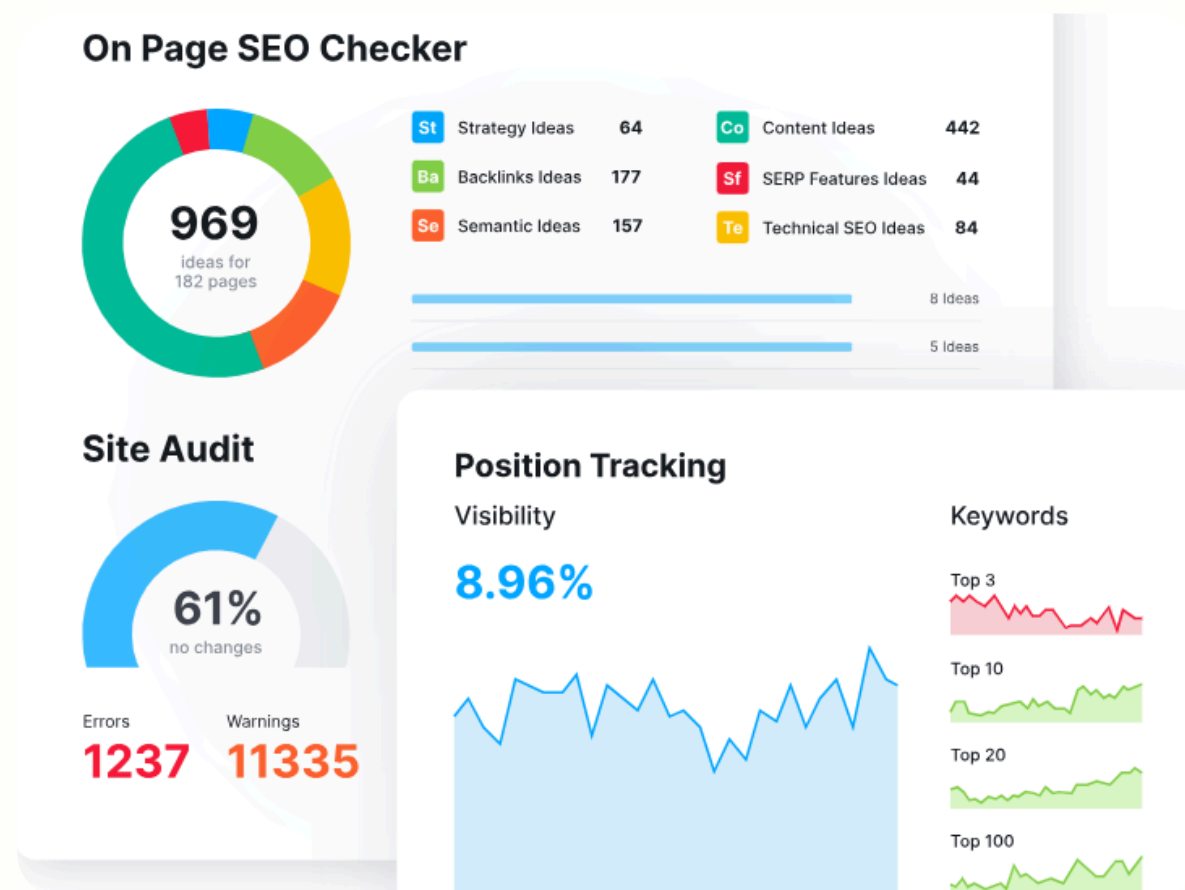 On Page SEO Checker
969
ideas for
182 pages
St Strategy Ideas 64
Ba Backlinks Ideas 177
Se Semantic Ideas 157
Co Content Ideas 442
Sf SERP Features Ideas 44
Te Technical SEO Ideas 84
8 Ideas
5 Ideas
Site Audit
61%
no changes
Errors
1237
Warnings
11335
Position Tracking
Visibility
8.96%
Keywords
Top 3
Top 10
Top 20
Top 100